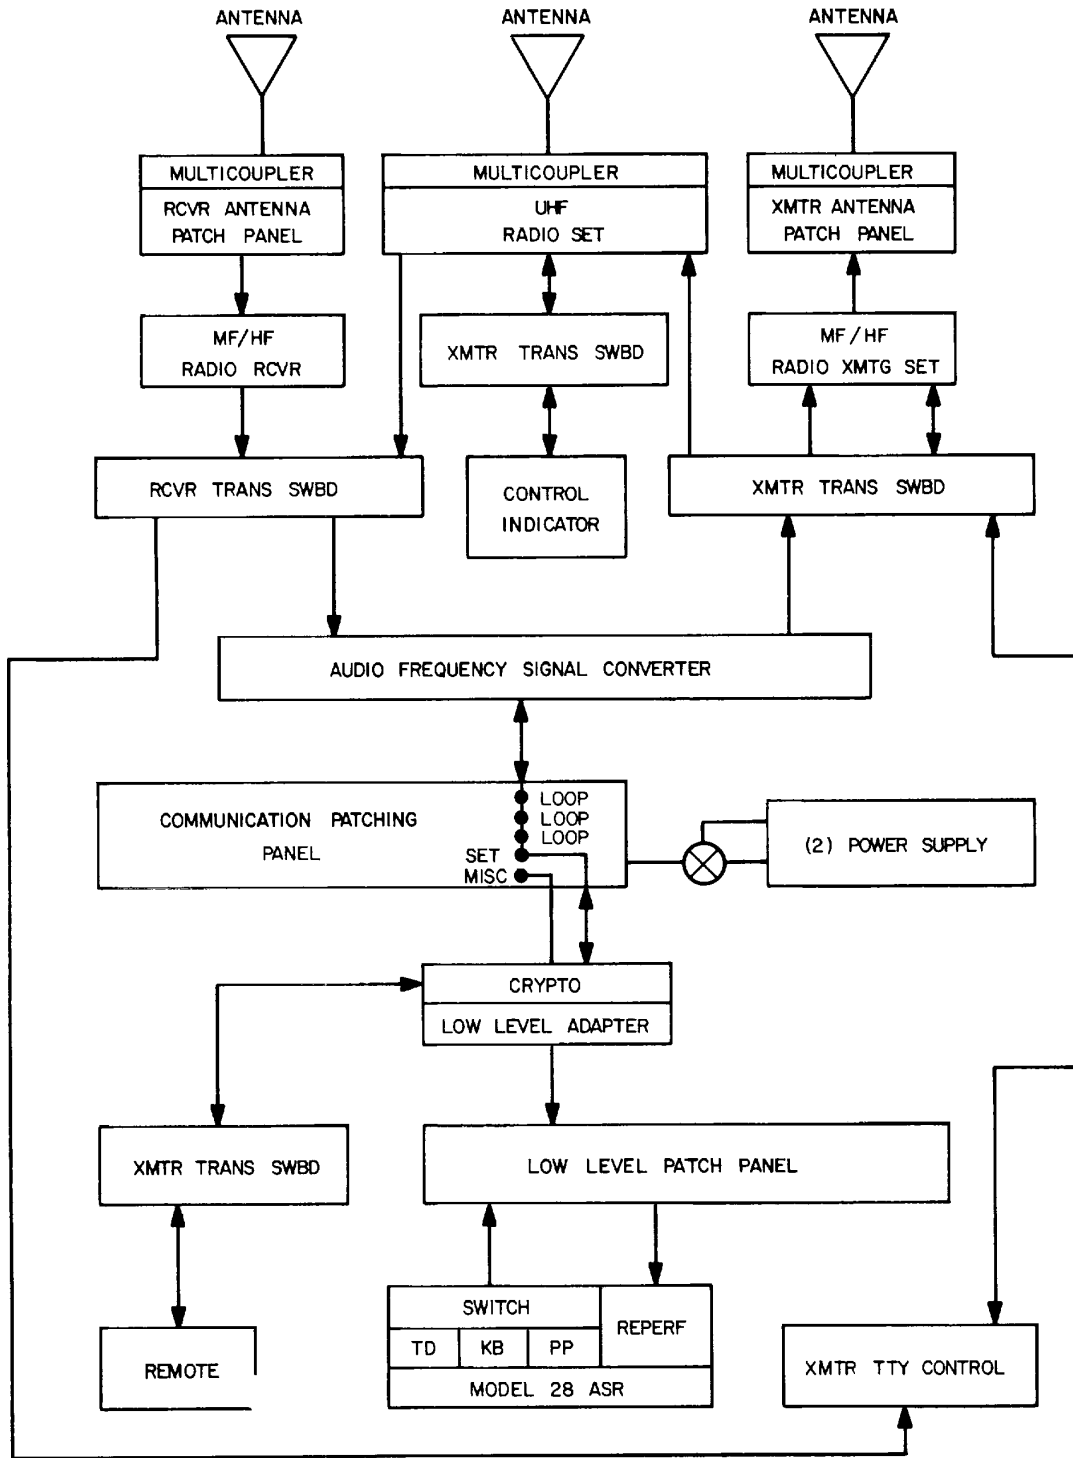 ANTENNA
ANTENNA
ANTENNA
MULTICOUPLER
RCVR ANTENNA
PATCH PANEL
MULTICOUPLER
UHF
RADIO SET
MULTICOUPLER
XMTR ANTENNA
PATCH PANEL
MF/HF
RADIO RCVR
XMTR TRANS SWBD
MF/HF
RADIO XMTG SET
RCVR TRANS SWBD
CONTROL
INDICATOR
XMTR TRANS SWBD
AUDIO FREQUENCY SIGNAL CONVERTER
COMMUNICATION PATCHING
PANEL
LOOP
LOOP
LOOP
SET
MISC
(2) POWER SUPPLY
CRYPTO
LOW LEVEL ADAPTER
XMTR TRANS SWBD
LOW LEVEL PATCH PANEL
REMOTE
SWITCH
TD
KB
PP
REPERF
MODEL 28 ASR
XMTR TTY CONTROL